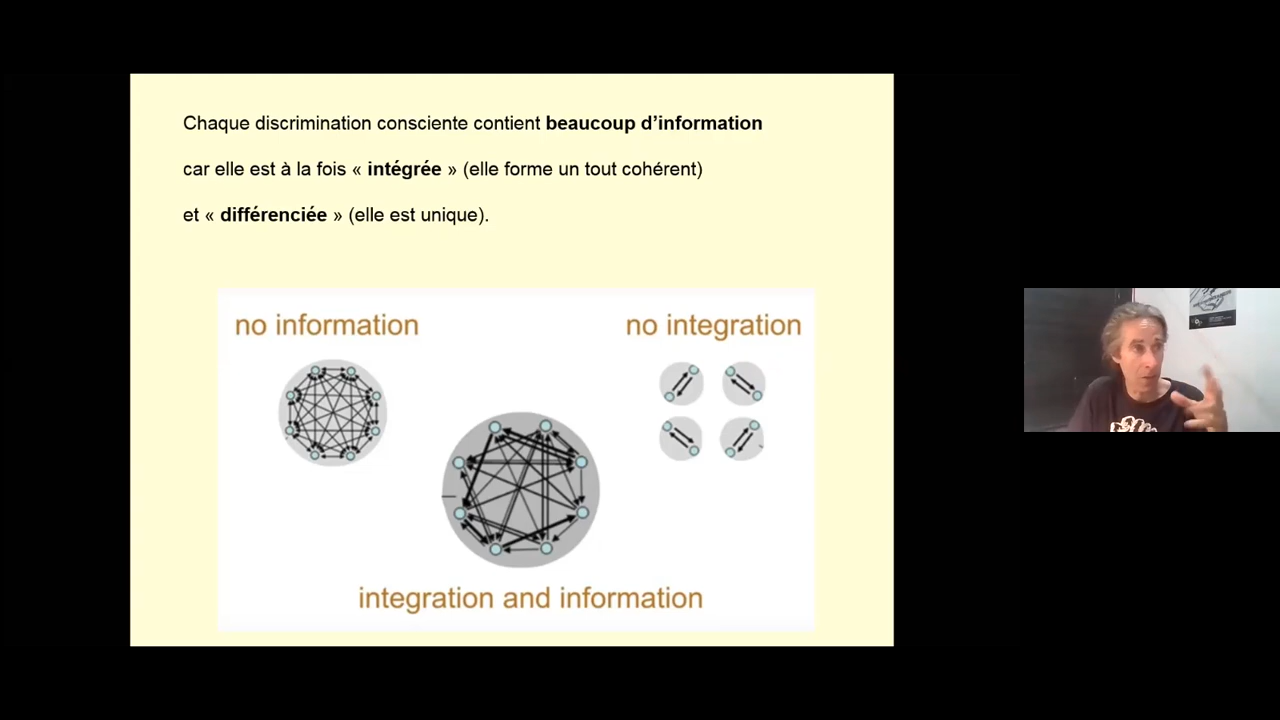 Chaque discrimination consciente contient beaucoup d’information
car elle est à la fois « intégrée » (elle forme un tout cohérent)
et « différenciée » (elle est unique).
no information
no integration
integration and information